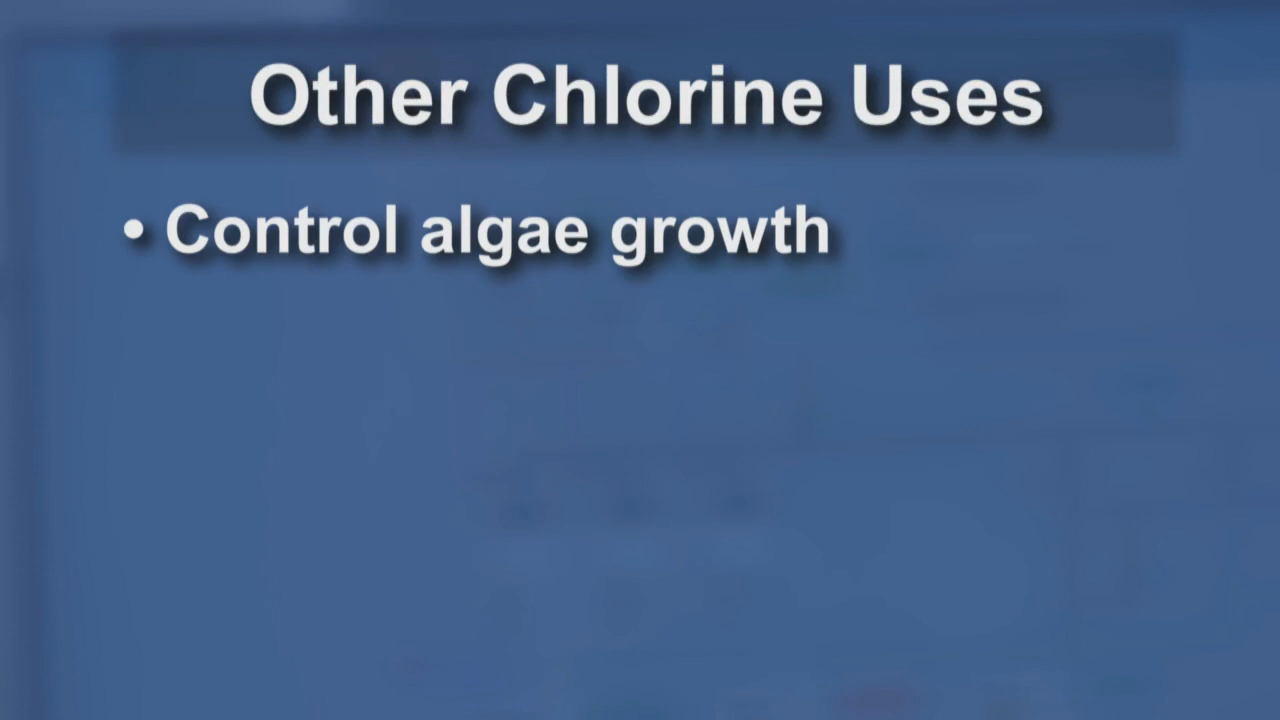 Other Chlorine Uses
• Control algae growth